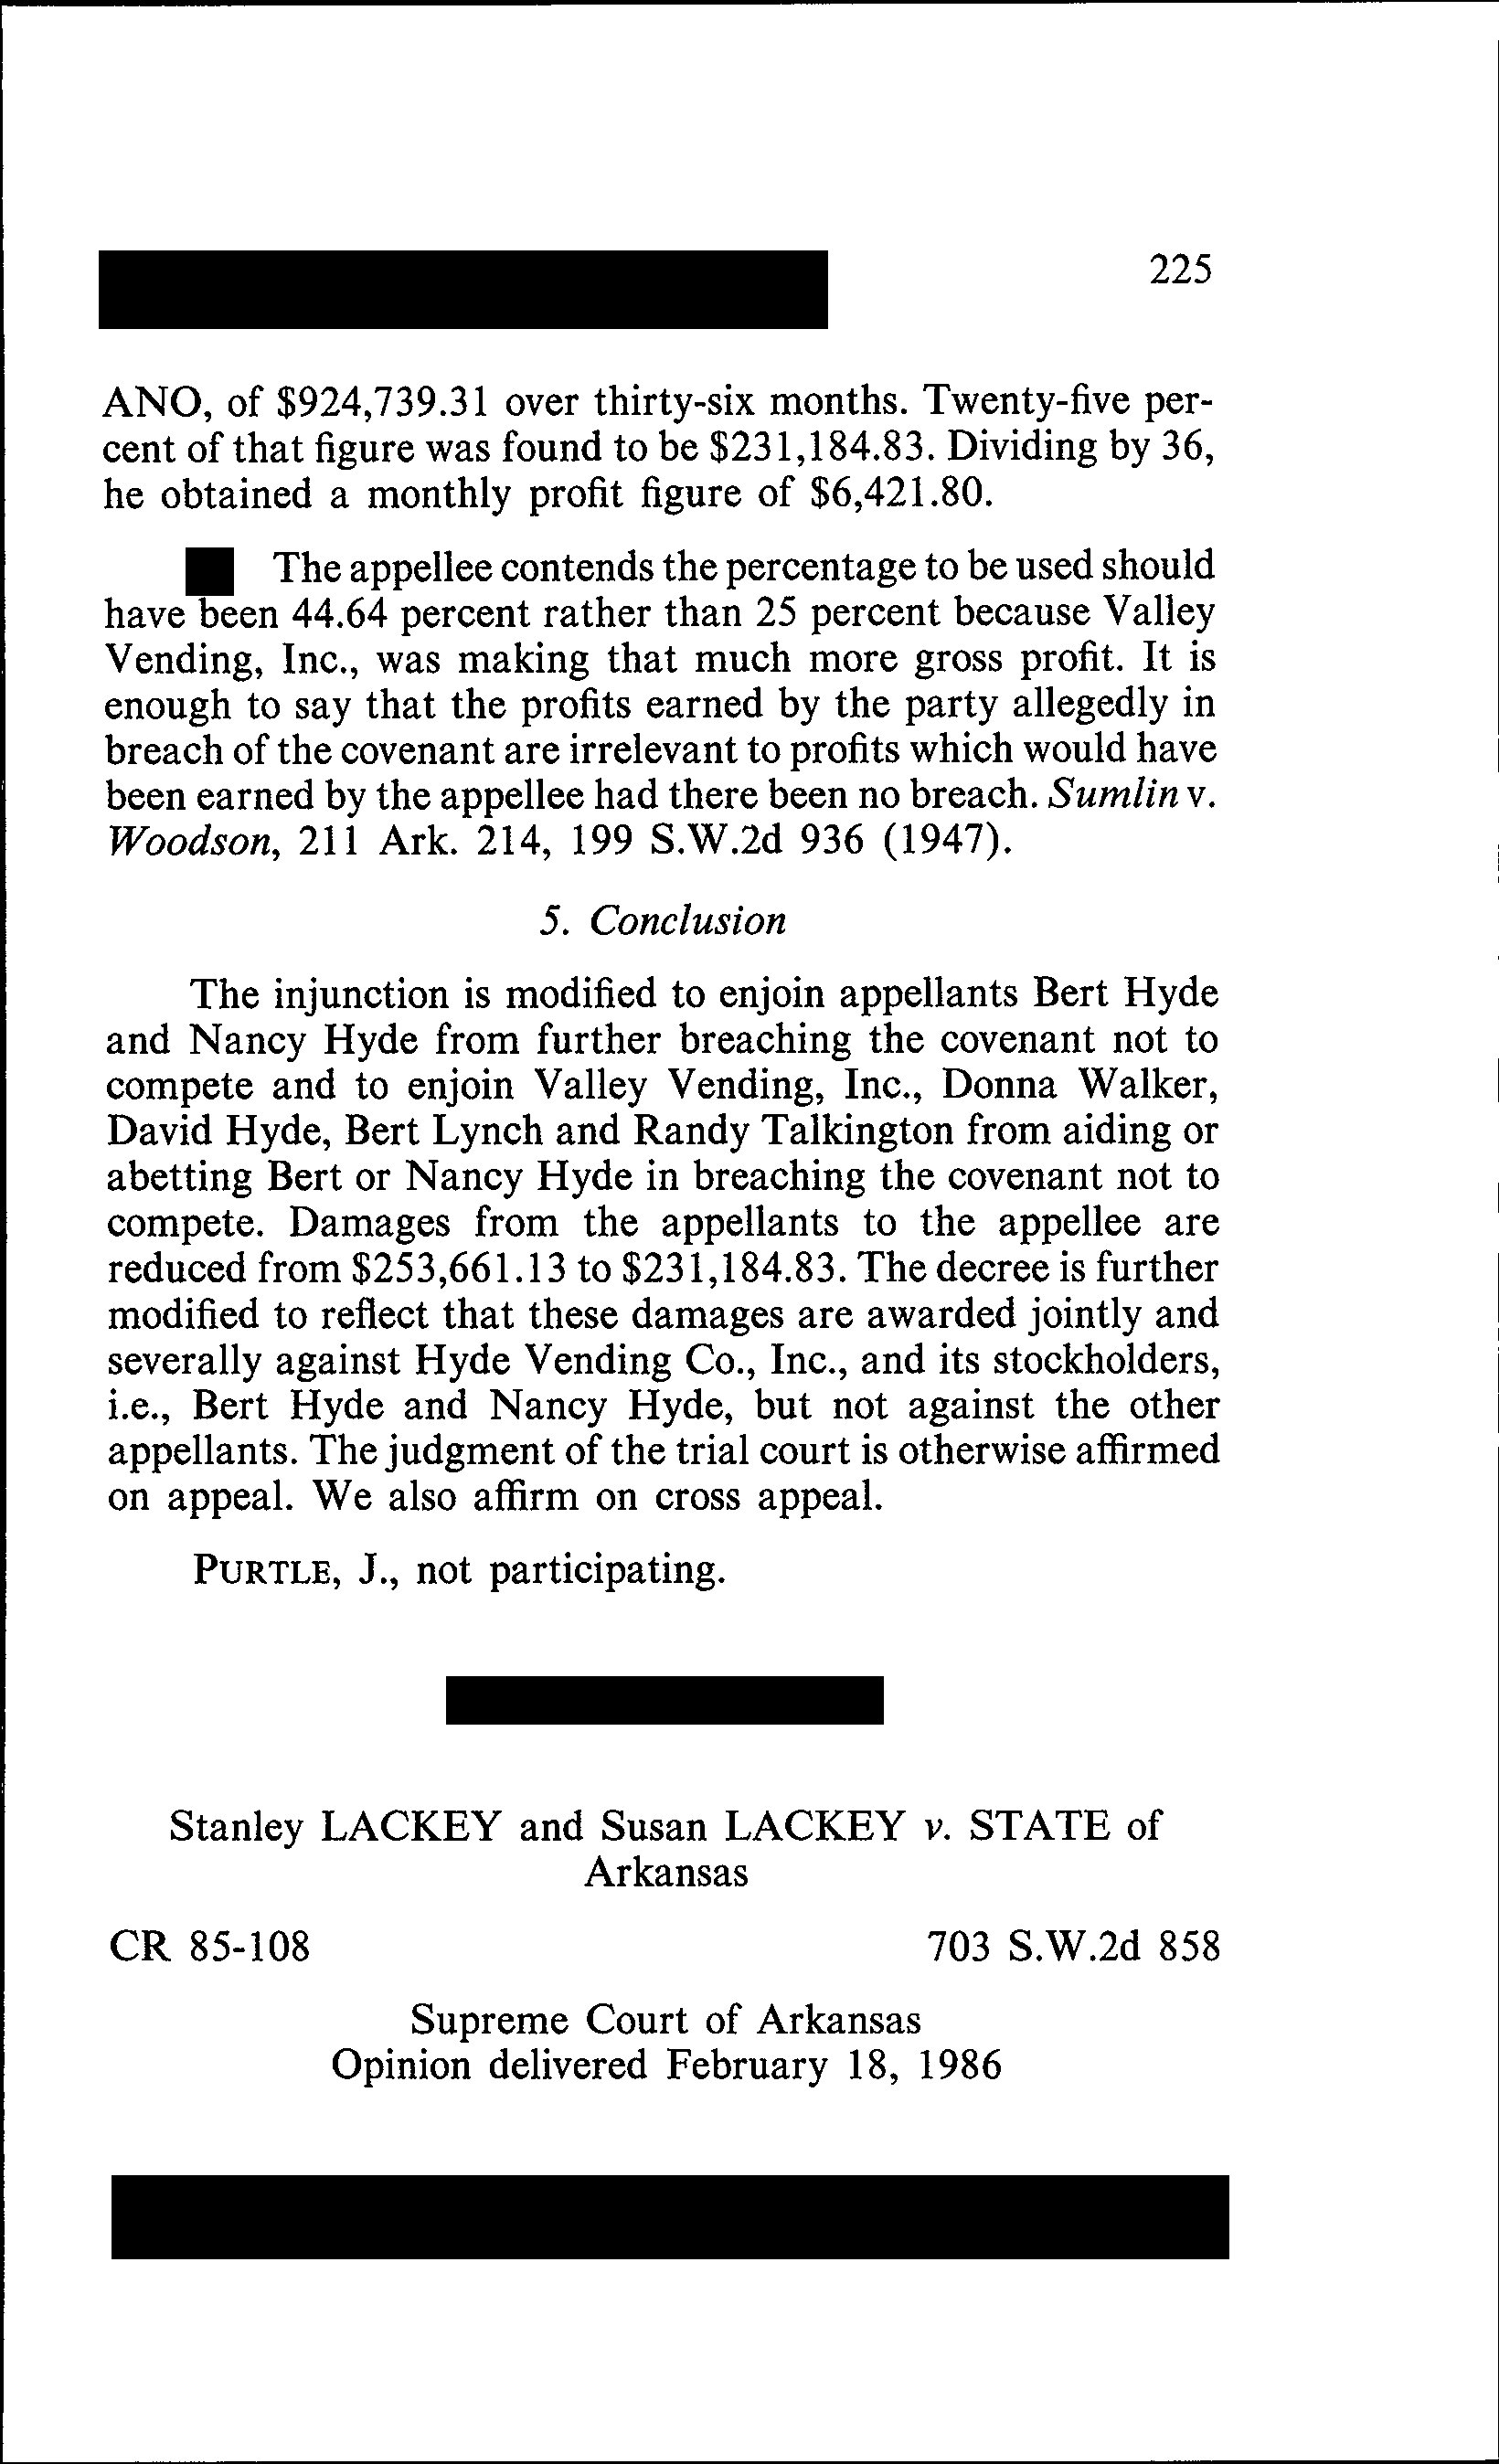 225
ANO, of $924,739.31 over thirty-six months. Twenty-five per-
cent of that figure was found to be $231,184.83. Dividing by 36,
he obtained a monthly profit figure of $6,421.80.
The appellee contends the percentage to be used should
have been 44.64 percent rather than 25 percent because Valley
Vending, Inc., was making that much more gross profit. It is
enough to say that the profits earned by the party allegedly in
breach of the covenant are irrelevant to profits which would have
been earned by the appellee had there been no breach. Sumlin v.
Woodson, 211 Ark. 214, 199 S.W.2d 936 (1947).
5. Conclusion
The injunction is modified to enjoin appellants Bert Hyde
and Nancy Hyde from further breaching the covenant not to
compete and to enjoin Valley Vending, Inc., Donna Walker,
David Hyde, Bert Lynch and Randy Talkington from aiding or
abetting Bert or Nancy Hyde in breaching the covenant not to
compete. Damages from the appellants to the appellee are
reduced from $253,661.13 to $231,184.83. The decree is further
modified to reflect that these damages are awarded jointly and
severally against Hyde Vending Co., Inc., and its stockholders,
i.e., Bert Hyde and Nancy Hyde, but not against the other
appellants. The judgment of the trial court is otherwise affirmed
on appeal. We also affirm on cross appeal.
PURTLE, J., not participating.
Stanley LACKEY and Susan LACKEY v. STATE of
Arkansas
CR 85-108 703 S.W.2d 858
Supreme Court of Arkansas
Opinion delivered February 18, 1986